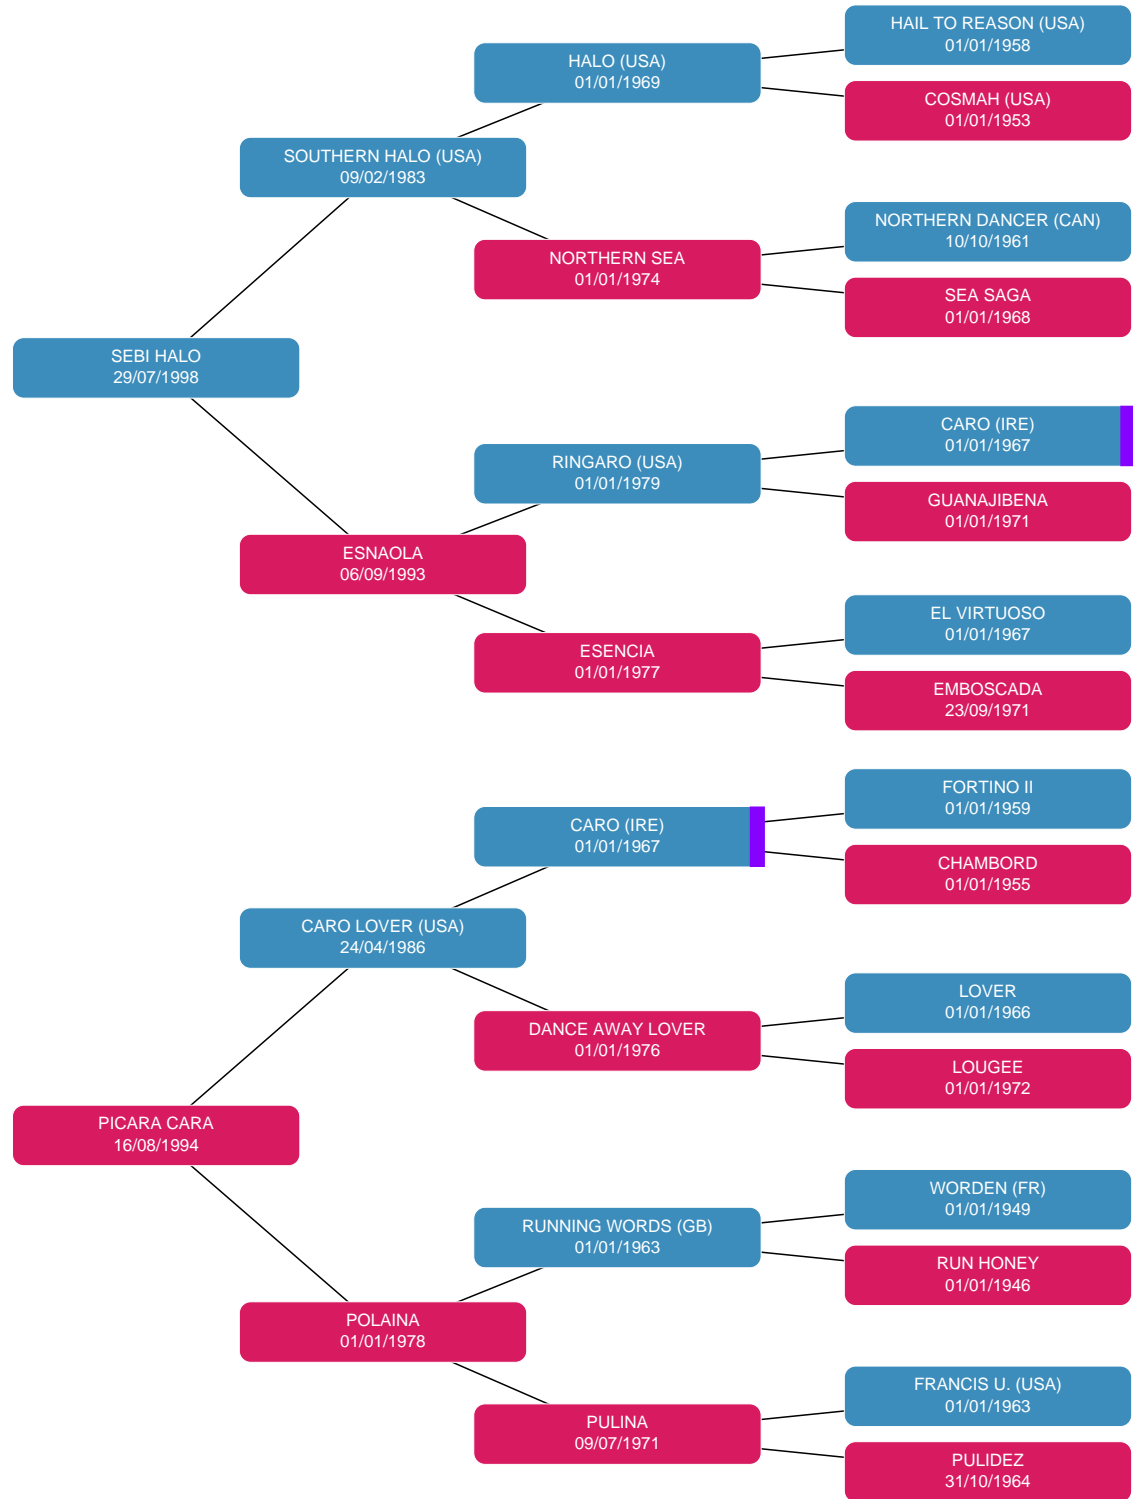 HAIL TO REASON (USA)
01/01/1958
HALO (USA)
01/01/1969
COSMAH (USA)
01/01/1953
SOUTHERN HALO (USA)
09/02/1983
NORTHERN DANCER (CAN)
10/10/1961
NORTHERN SEA
01/01/1974
SEA SAGA
01/01/1968
SEBI HALO
29/07/1998
CARO (IRE)
01/01/1967
RINGARO (USA)
01/01/1979
GUANAJIBENA
01/01/1971
ESNAOLA
06/09/1993
EL VIRTUOSO
01/01/1967
ESENCIA
01/01/1977
EMBOSCADA
23/09/1971
FORTINO II
01/01/1959
CARO (IRE)
01/01/1967
CHAMBORD
01/01/1955
CARO LOVER (USA)
24/04/1986
LOVER
01/01/1966
DANCE AWAY LOVER
01/01/1976
LOUGEE
01/01/1972
PICARA CARA
16/08/1994
WORDEN (FR)
01/01/1949
RUNNING WORDS (GB)
01/01/1963
RUN HONEY
01/01/1946
POLAINA
01/01/1978
FRANCIS U. (USA)
01/01/1963
PULINA
09/07/1971
PULIDEZ
31/10/1964